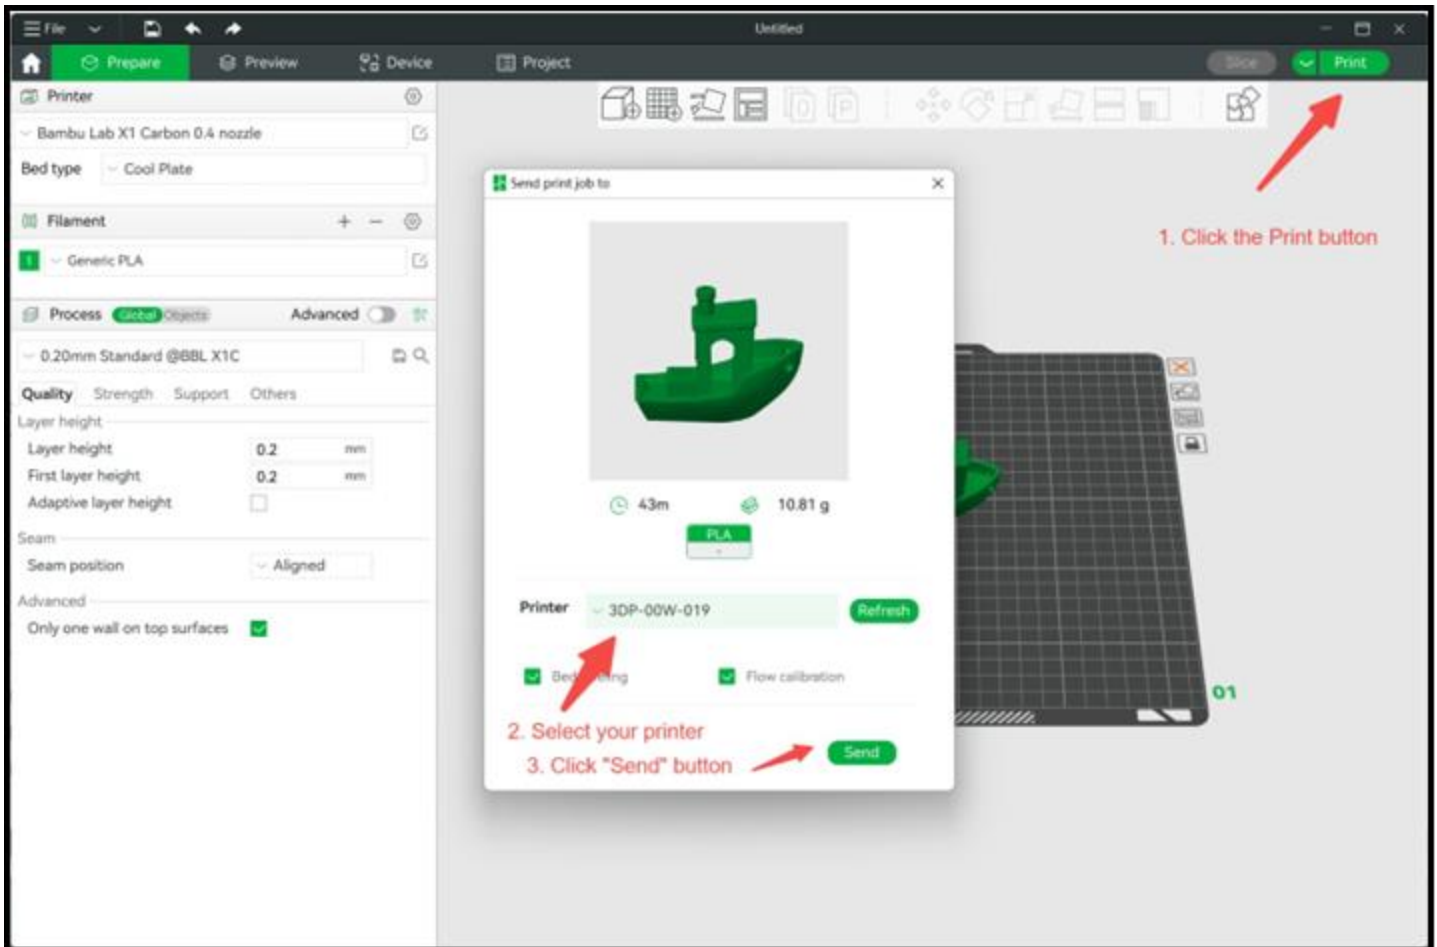 File
Untitled
Prepare
Preview
Device
Project
Slice
Print
Printer
Bambu Lab X1 Carbon 0.4 nozzle
Bed type
Cool Plate
Filament
1
Generic PLA
Process
Global
Objects
Advanced
0.20mm Standard @BBL X1C
Quality
Strength
Support
Others
Layer height
Layer height
0.2
mm
First layer height
0.2
mm
Adaptive layer height
Seam
Seam position
Aligned
Advanced
Only one wall on top surfaces
Send print job to
43m
10.81 g
PLA
Printer
3DP-00W-019
Refresh
Flow calibration
2. Select your printer
3. Click "Send" button
Send
1. Click the Print button
01